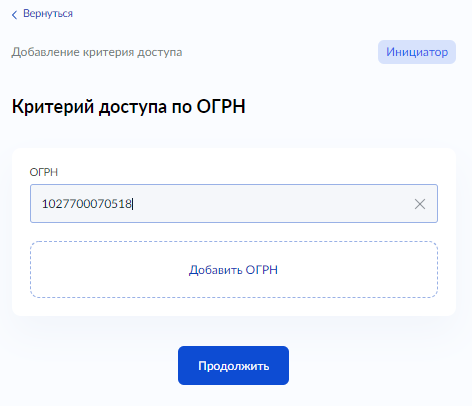 Вернуться
Добавление критерия доступа
Инициатор
Критерий доступа по ОГРН
ОГРН
1027700070518
Добавить ОГРН
Продолжить